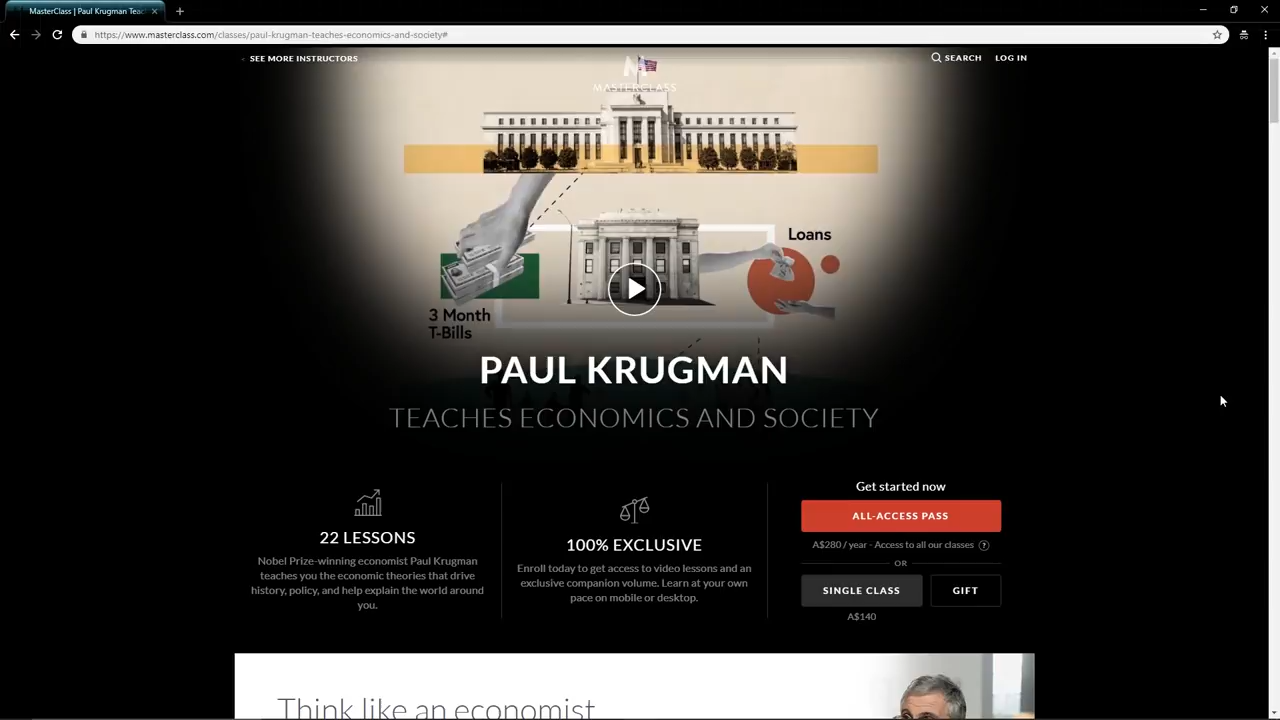 MasterClass | Paul Krugman Teac
https://www.masterclass.com/classes/paul-krugman-teaches-economics-and-society#
SEE MORE INSTRUCTORS
MASTERCLASS
SEARCH
LOG IN
Loans
3 Month
T-Bills
PAUL KRUGMAN
TEACHES ECONOMICS AND SOCIETY
22 LESSONS
Nobel Prize-winning economist Paul Krugman
teaches you the economic theories that drive
history, policy, and help explain the world around
you.
100% EXCLUSIVE
Enroll today to get access to video lessons and an
exclusive companion volume. Learn at your own
pace on mobile or desktop.
Get started now
ALL-ACCESS PASS
A$280 / year - Access to all our classes ?
OR
SINGLE CLASS
GIFT
A$140
Think like an economist